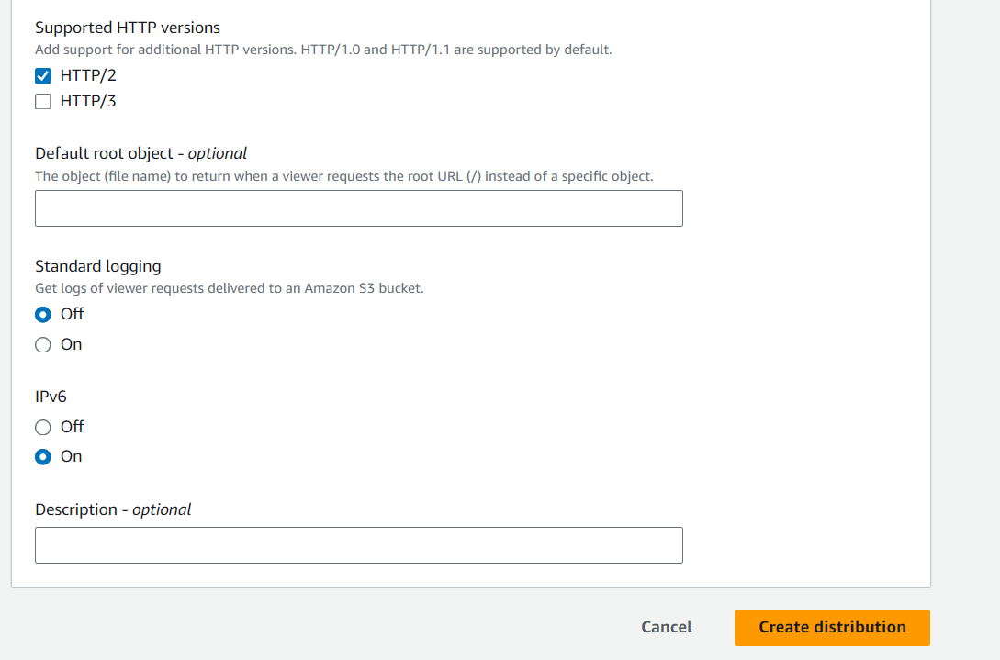 Supported HTTP versions
Add support for additional HTTP versions. HTTP/1.0 and HTTP/1.1 are supported by default.
HTTP/2
HTTP/3
Default root object - optional
The object (file name) to return when a viewer requests the root URL (/) instead of a specific object.
Standard logging
Get logs of viewer requests delivered to an Amazon S3 bucket.
Off
On
IPv6
Off
On
Description - optional
Cancel
Create distribution